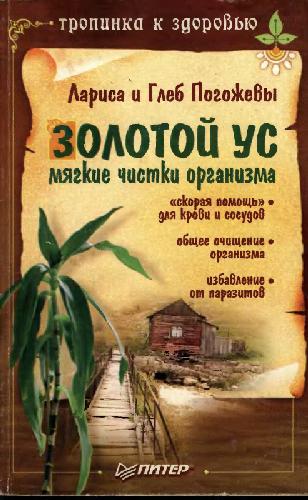 тропинка к здоровью
Лариса и Глеб Погожевы
ЗОЛОТОЙ УС
мягкие чистки организма
«скорая помощь» •
для крови и сосудов
общее очищение •
организма
избавление •
от паразитов
ПИТЕР